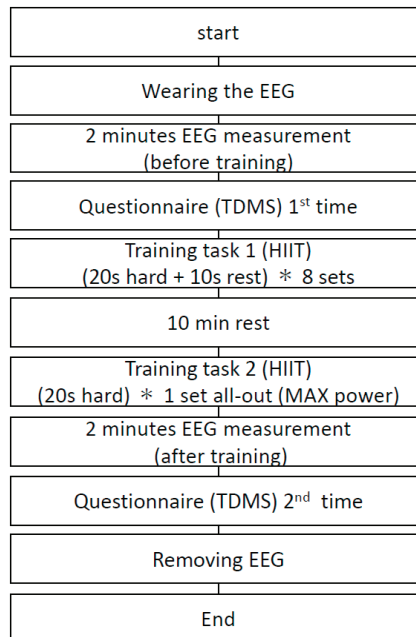 start
Wearing the EEG
2 minutes EEG measurement
(before training)
Questionnaire (TDMS) 1st time
Training task 1 (HIIT)
(20s hard + 10s rest) * 8 sets
10 min rest
Training task 2 (HIIT)
(20s hard) * 1 set all-out (MAX power)
2 minutes EEG measurement
(after training)
Questionnaire (TDMS) 2nd time
Removing EEG
End